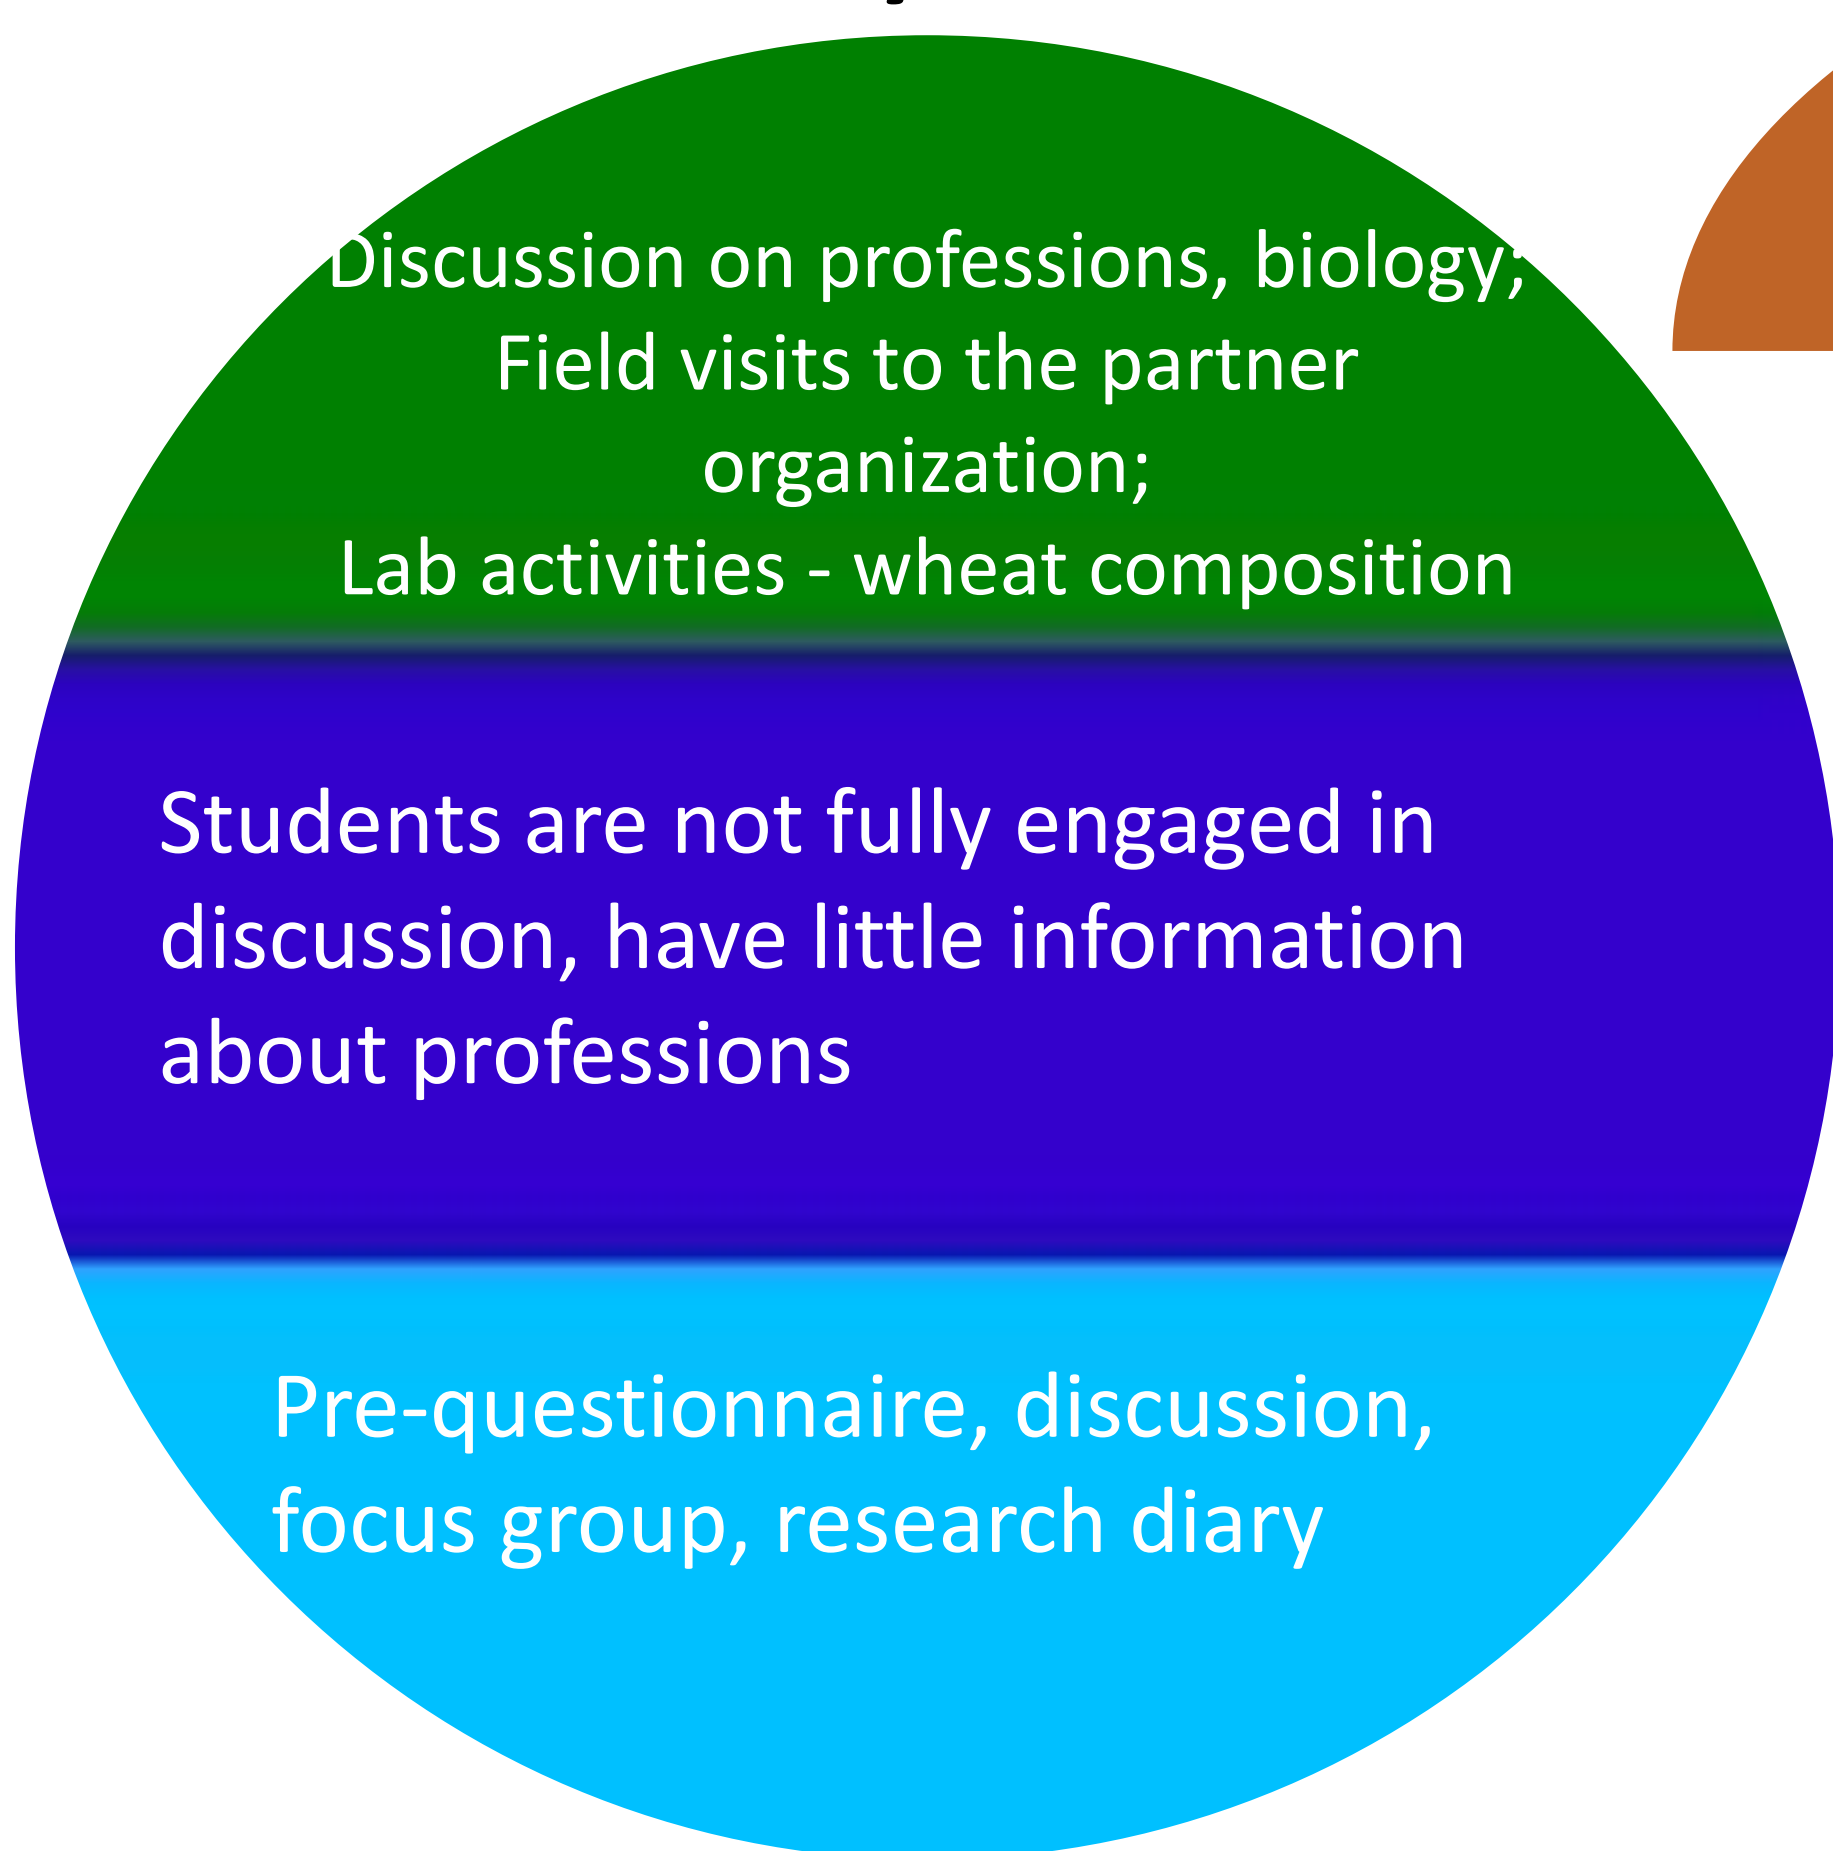 Discussion on professions, biology;
Field visits to the partner
organization;
Lab activities - wheat composition
Students are not fully engaged in
discussion, have little information
about professions
Pre-questionnaire, discussion,
focus group, research diary